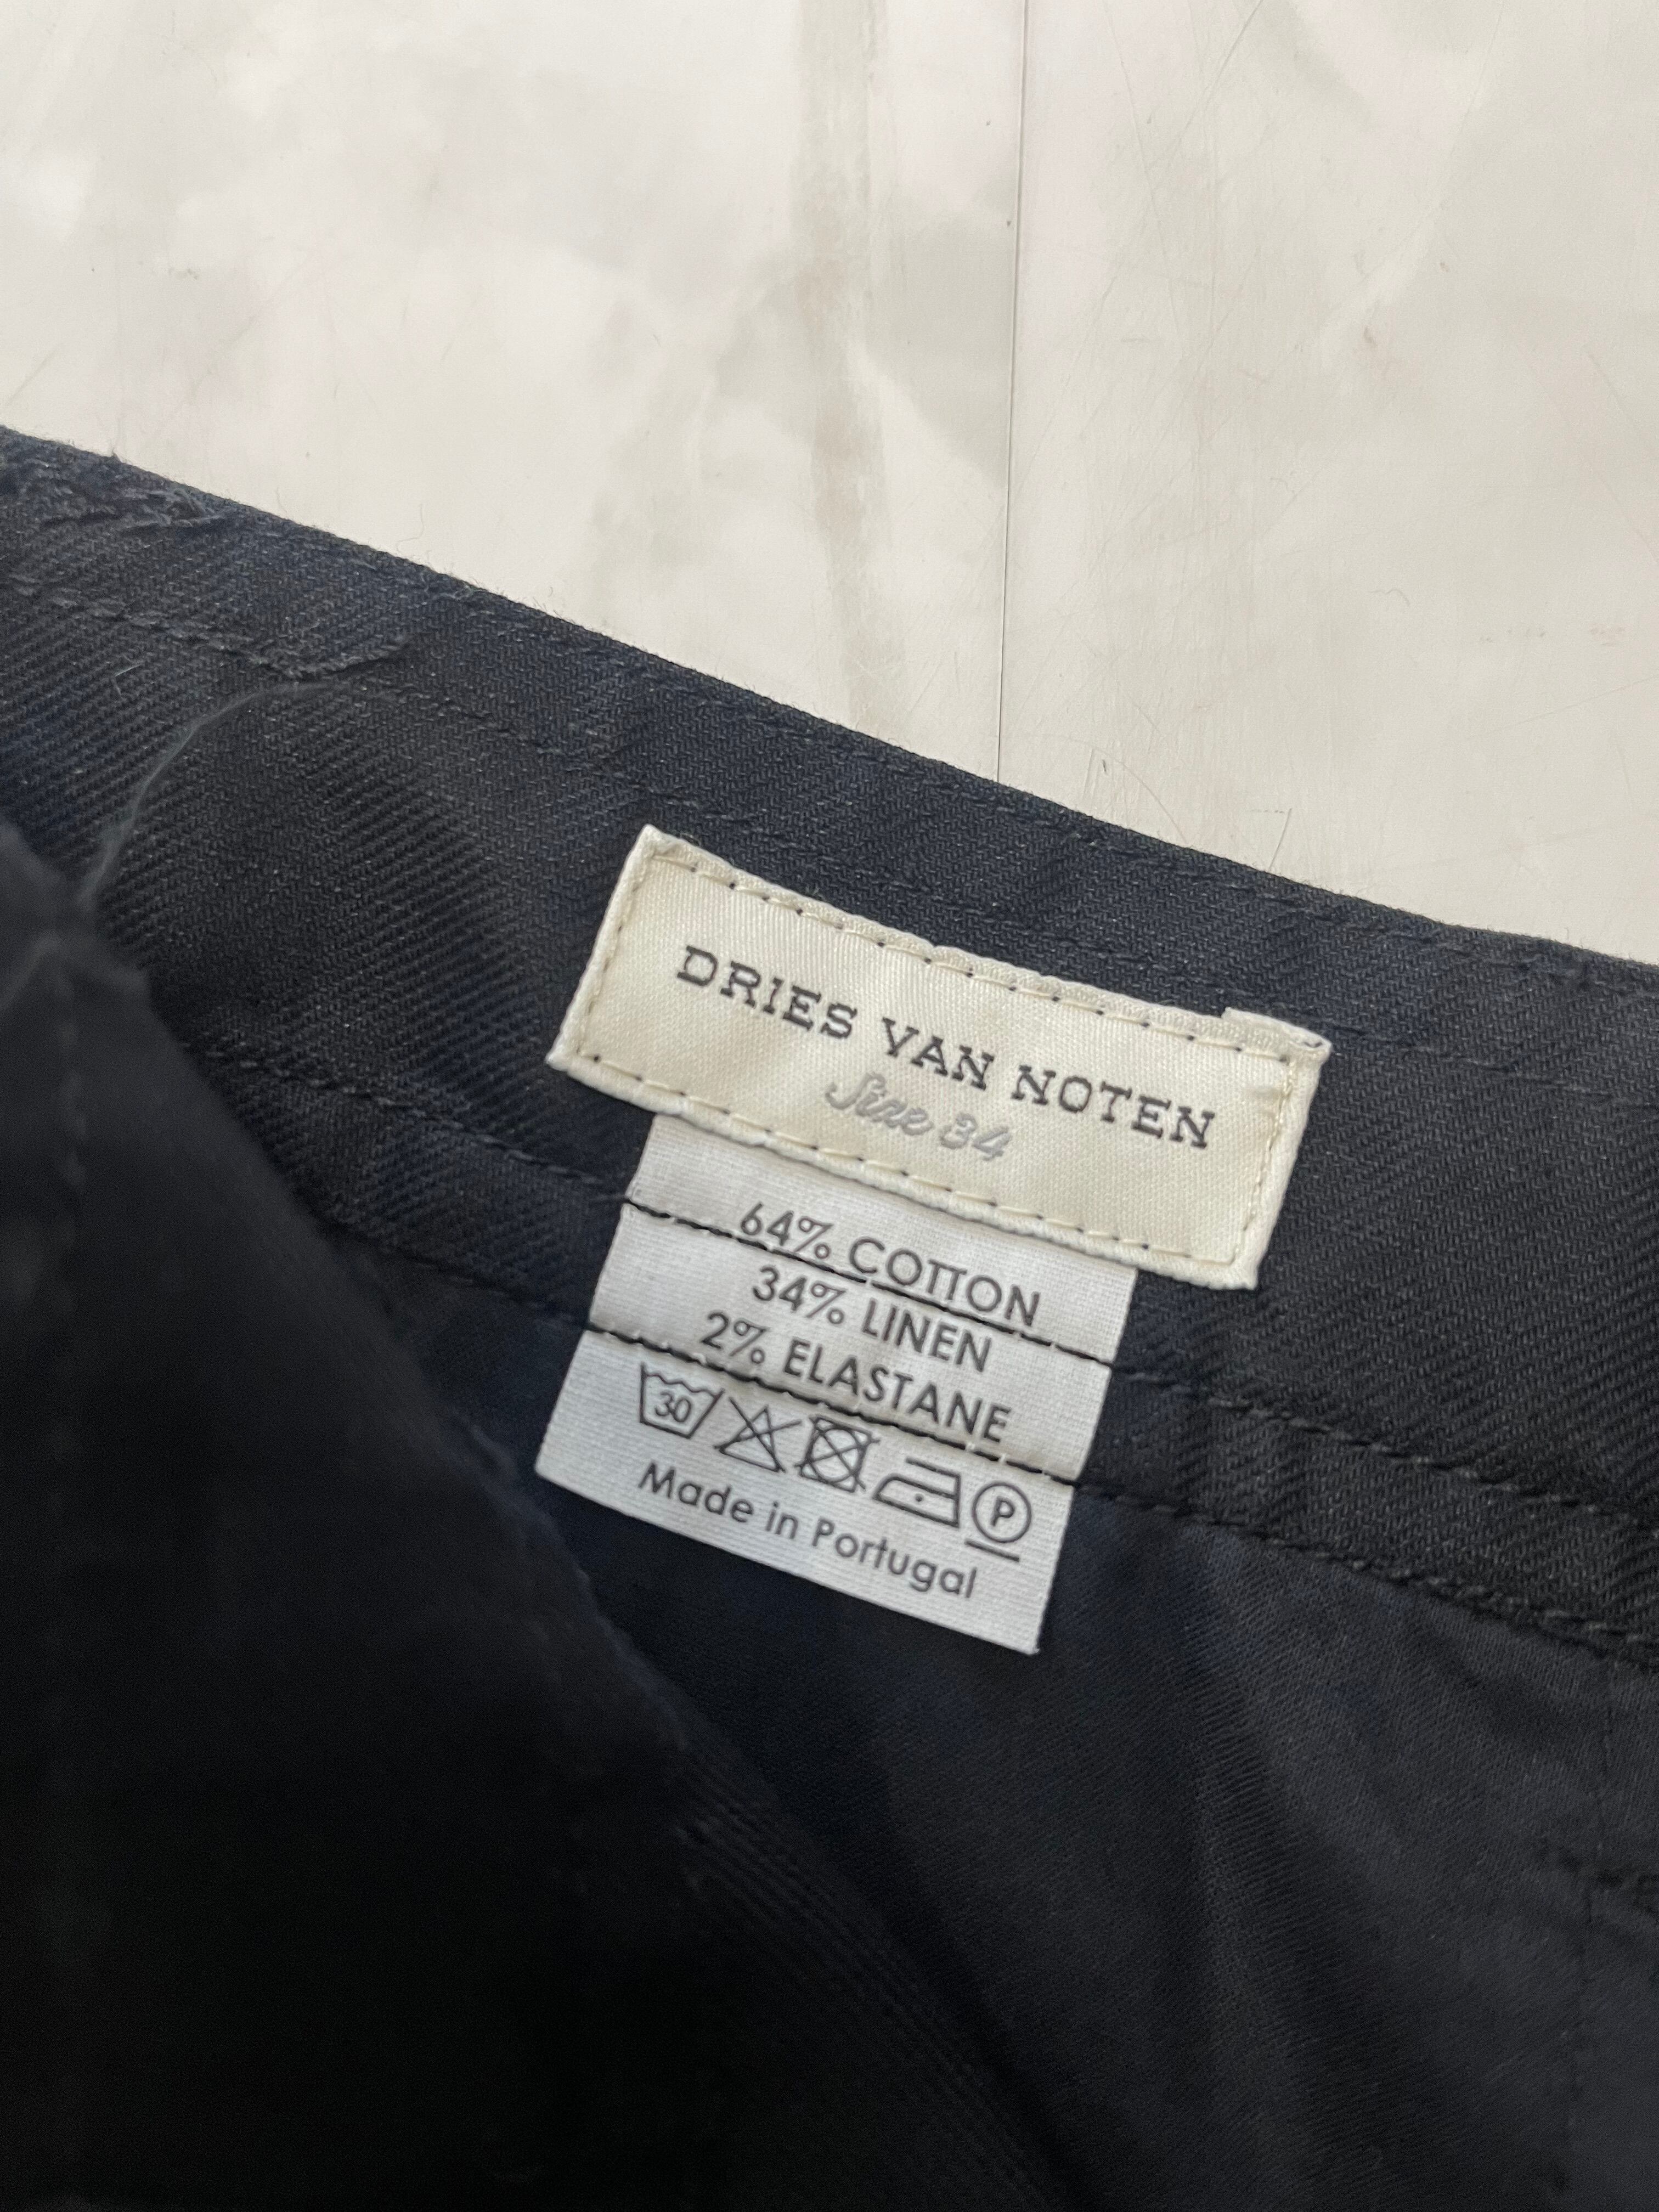 DRIES VAN NOTEN
Size 34
64% COTTON
34% LINEN
2% ELASTANE
30 P
Made in Portugal